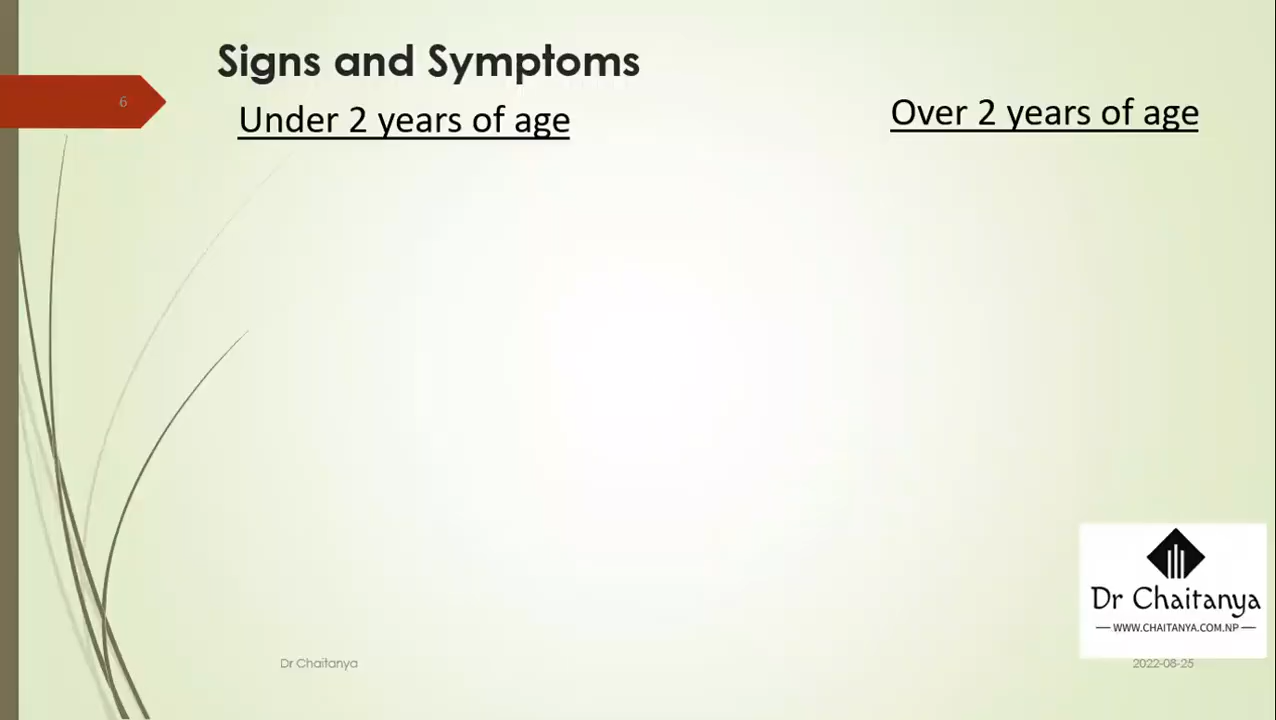 Signs and Symptoms
6
Under 2 years of age
Over 2 years of age
Dr Chaitanya
— WWW.CHAITANYA.COM.NP —
Dr Chaitanya
2022-08-25